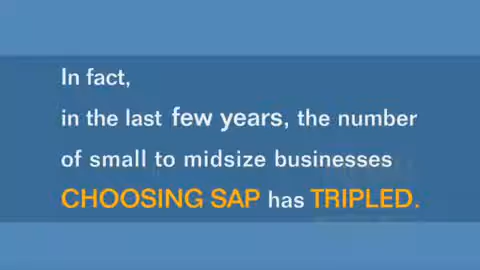 In fact,
in the last few years, the number
of small to midsize businesses
CHOOSING SAP has TRIPLED.